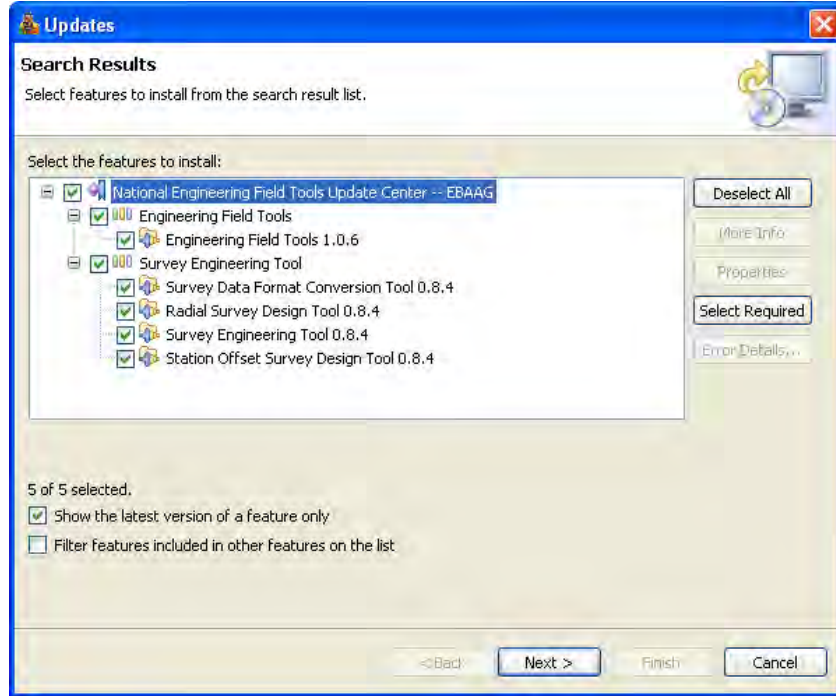 Updates
Search Results
Select features to install from the search result list.
Select the features to install:
National Engineering Field Tools Update Center -- EBAAG
Engineering Field Tools
Engineering Field Tools 1.0.6
Survey Engineering Tool
Survey Data Format Conversion Tool 0.8.4
Radial Survey Design Tool 0.8.4
Survey Engineering Tool 0.8.4
Station Offset Survey Design Tool 0.8.4
Deselect All
More Info
Properties
Select Required
Error Details...
5 of 5 selected.
Show the latest version of a feature only
Filter features included in other features on the list
<Back
Next >
Finish
Cancel